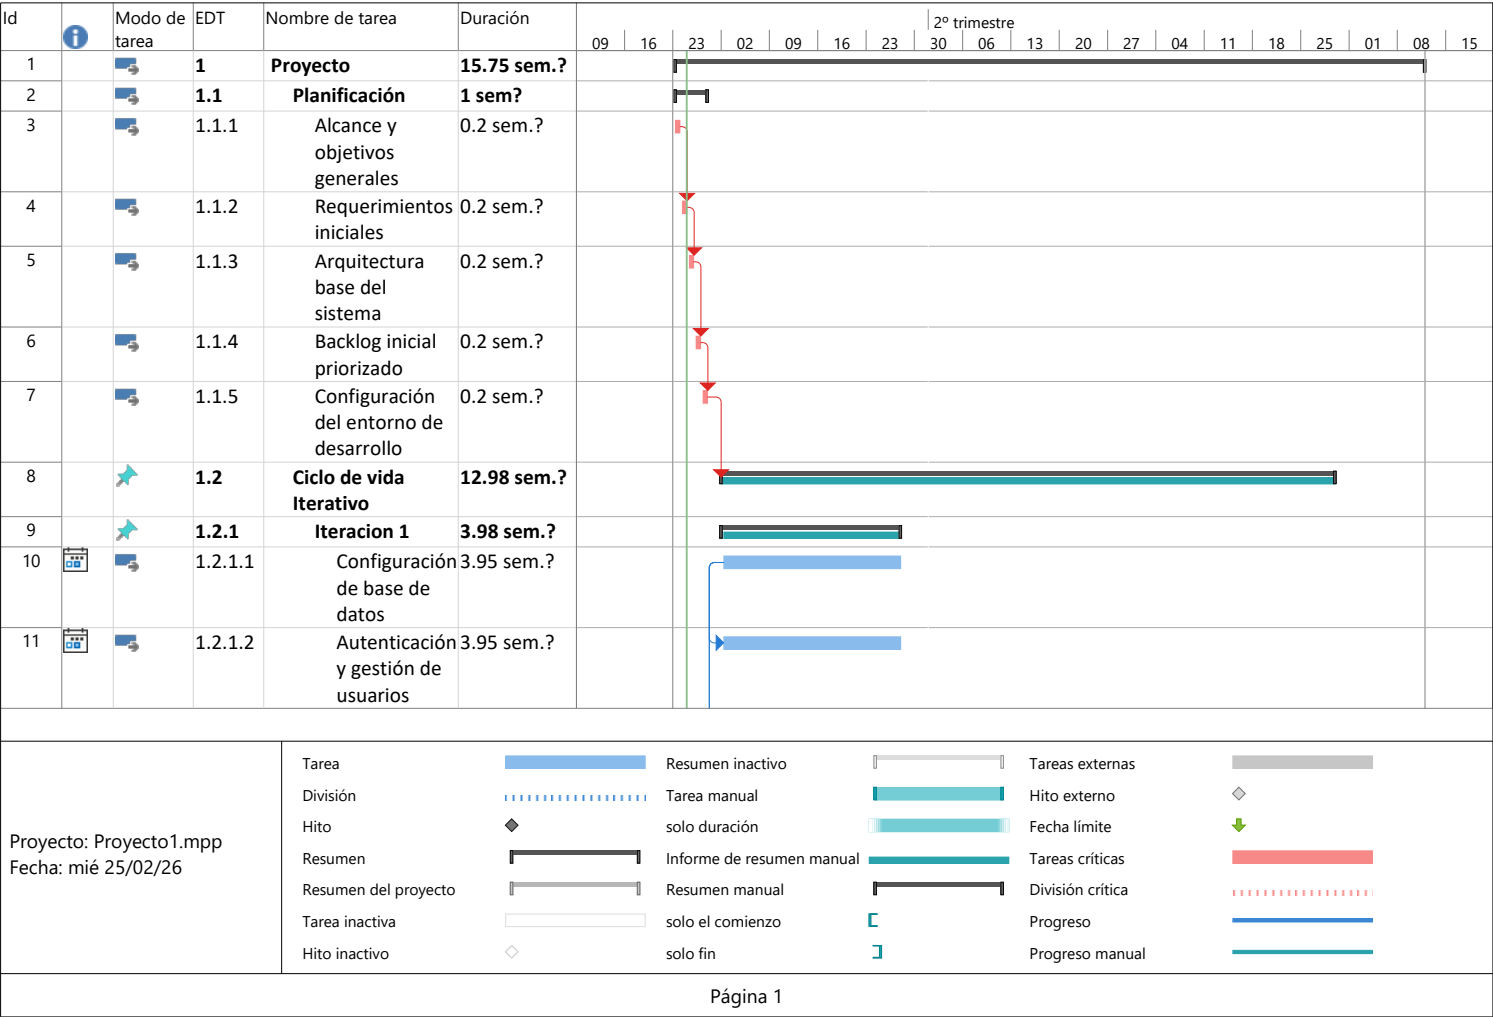 Id Modo de tarea EDT Nombre de tarea Duración
2º trimestre
09 16 23 02 09 16 23 30 06 13 20 27 04 11 18 25 01 08 15
1 1 Proyecto 15.75 sem.?
2 1.1 Planificación 1 sem?
3 1.1.1 Alcance y 0.2 sem.?
objetivos
generales
4 1.1.2 Requerimientos 0.2 sem.?
iniciales
5 1.1.3 Arquitectura 0.2 sem.?
base del
sistema
6 1.1.4 Backlog inicial 0.2 sem.?
priorizado
7 1.1.5 Configuración 0.2 sem.?
del entorno de
desarrollo
8 1.2 Ciclo de vida 12.98 sem.?
Iterativo
9 1.2.1 Iteracion 1 3.98 sem.?
10 1.2.1.1 Configuración 3.95 sem.?
de base de
datos
11 1.2.1.2 Autenticación 3.95 sem.?
y gestión de
usuarios
Proyecto: Proyecto1.mpp
Fecha: mié 25/02/26
Tarea
División
Hito
Resumen
Resumen del proyecto
Tarea inactiva
Hito inactivo
Resumen inactivo
Tarea manual
solo duración
Informe de resumen manual
Resumen manual
solo el comienzo
solo fin
Tareas externas
Hito externo
Fecha límite
Tareas críticas
División crítica
Progreso
Progreso manual
Página 1